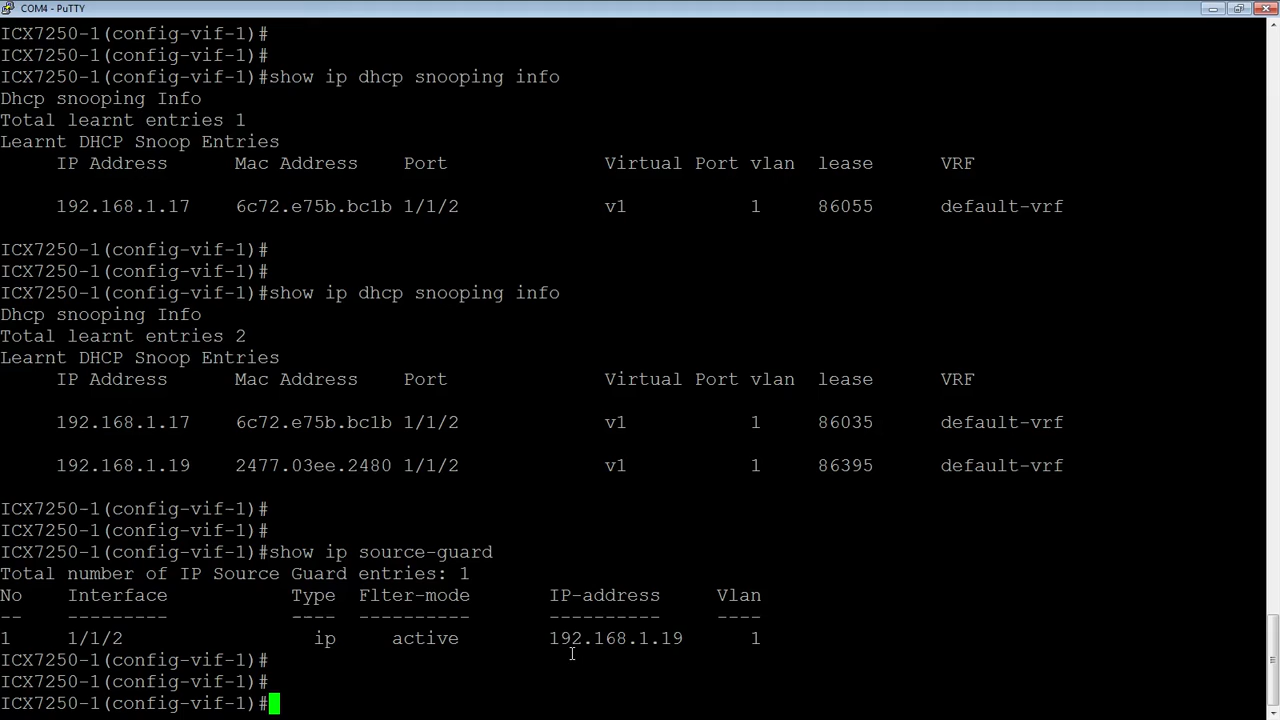 COM4 - PuTTY
ICX7250-1(config-vif-1)#
ICX7250-1(config-vif-1)#
ICX7250-1(config-vif-1)#show ip dhcp snooping info
Dhcp snooping Info
Total learnt entries 1
Learnt DHCP Snoop Entries
IP Address Mac Address Port Virtual Port vlan lease VRF
192.168.1.17 6c72.e75b.bc1b 1/1/2 v1 1 86055 default-vrf
ICX7250-1(config-vif-1)#
ICX7250-1(config-vif-1)#
ICX7250-1(config-vif-1)#show ip dhcp snooping info
Dhcp snooping Info
Total learnt entries 2
Learnt DHCP Snoop Entries
IP Address Mac Address Port Virtual Port vlan lease VRF
192.168.1.17 6c72.e75b.bc1b 1/1/2 v1 1 86035 default-vrf
192.168.1.19 2477.03ee.2480 1/1/2 v1 1 86395 default-vrf
ICX7250-1(config-vif-1)#
ICX7250-1(config-vif-1)#
ICX7250-1(config-vif-1)#show ip source-guard
Total number of IP Source Guard entries: 1
No Interface Type Flter-mode IP-address Vlan
-- --------- ---- ---------- ---------- ----
1 1/1/2 ip active 192.168.1.19 1
ICX7250-1(config-vif-1)#
ICX7250-1(config-vif-1)#
ICX7250-1(config-vif-1)#